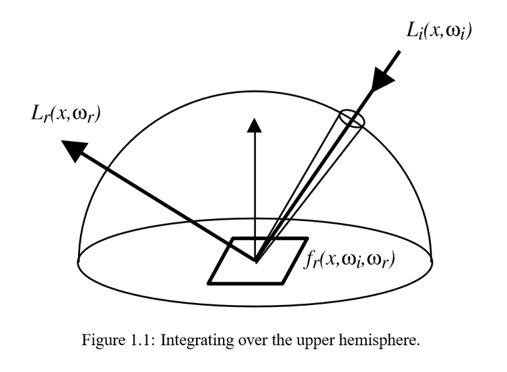 Li(x,ωi)
Lr(x,ωr)
fr(x,ωi,ωr)
Figure 1.1: Integrating over the upper hemisphere.